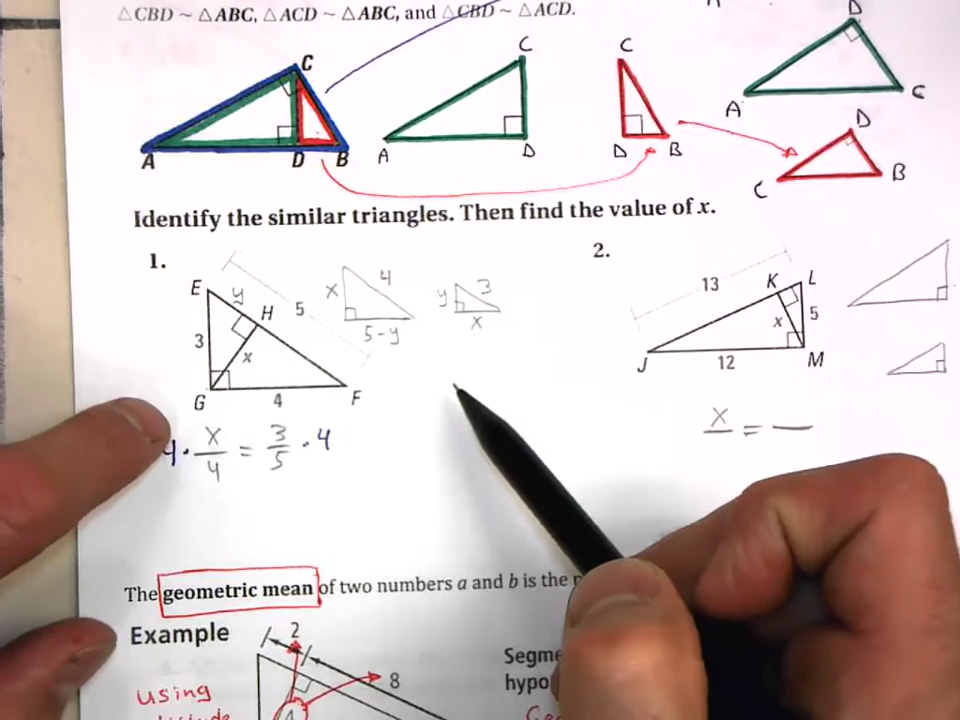 △CBD ~ △ABC, △ACD ~ △ABC, and △CBD ~ △ACD.
C
A
D
B
C
A
D
C
D
B
D
A
C
D
C
B
Identify the similar triangles. Then find the value of x.
1.
E
y
H
5
3
x
G
4
F
x
4
5-y
y
3
x
4 · x/4 = 3/5 · 4
2.
13
K
L
x
5
J
12
M
x/ = 
The geometric mean of two numbers a and b is the
Example
2
8
using
Segme
hypo